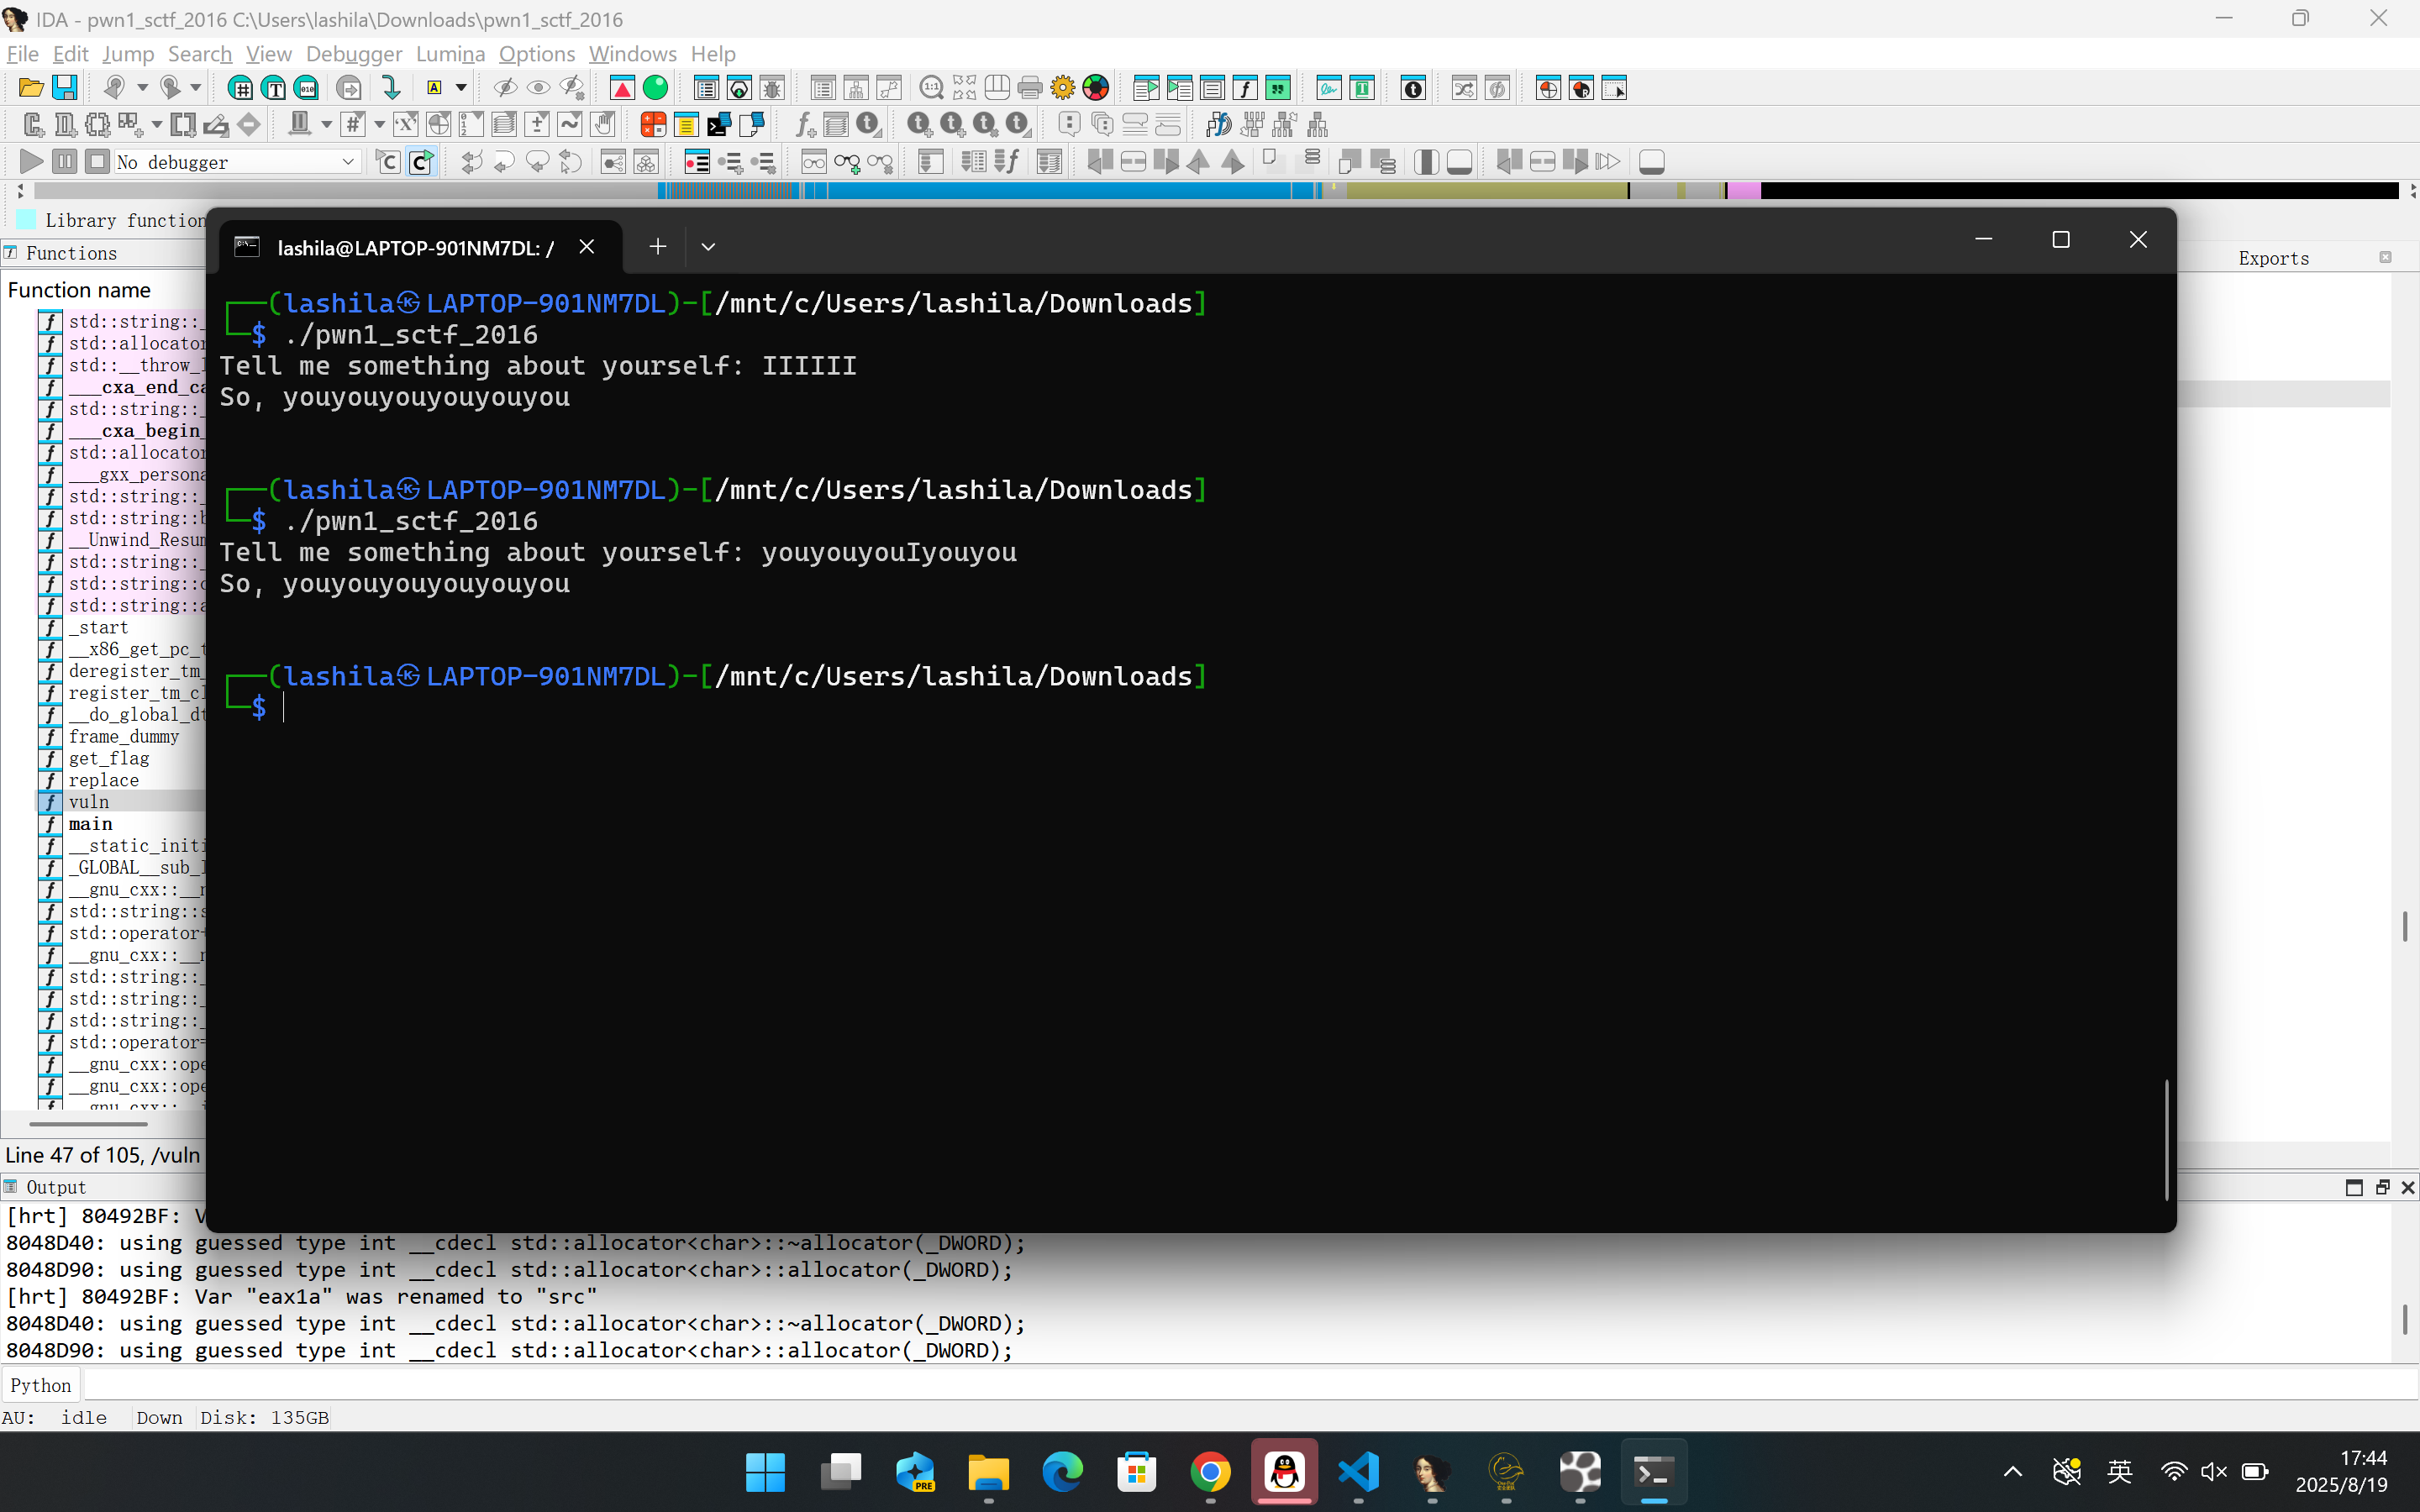 IDA - pwn1_sctf_2016 C:\Users\lashila\Downloads\pwn1_sctf_2016
File Edit Jump Search View Debugger Lumina Options Windows Help
No debugger
Library function
Functions
Exports
Function name
std::string::_
std::allocator
std::__throw_l
___cxa_end_ca
std::string::_
___cxa_begin_
std::allocator
___gxx_persona
std::string::_
std::string::b
__Unwind_Resum
std::string::_
std::string::c
std::string::a
_start
__x86_get_pc_t
deregister_tm_
register_tm_cl
__do_global_dt
frame_dummy
get_flag
replace
vuln
main
__static_initi
_GLOBAL__sub_I
__gnu_cxx::__n
std::string::s
std::operator+
__gnu_cxx::__n
std::string::_
std::string::_
std::string::_
std::operator=
__gnu_cxx::ope
__gnu_cxx::ope
Line 47 of 105, /vuln
lashila@LAPTOP-901NM7DL: /
┌──(lashila㉿LAPTOP-901NM7DL)-[/mnt/c/Users/lashila/Downloads]
└─$ ./pwn1_sctf_2016
Tell me something about yourself: IIIIII
So, youyouyouyouyouyou
┌──(lashila㉿LAPTOP-901NM7DL)-[/mnt/c/Users/lashila/Downloads]
└─$ ./pwn1_sctf_2016
Tell me something about yourself: youyouyouIyouyou
So, youyouyouyouyouyou
┌──(lashila㉿LAPTOP-901NM7DL)-[/mnt/c/Users/lashila/Downloads]
└─$
Output
[hrt] 80492BF: V
8048D40: using guessed type int __cdecl std::allocator<char>::~allocator(_DWORD);
8048D90: using guessed type int __cdecl std::allocator<char>::allocator(_DWORD);
[hrt] 80492BF: Var "eax1a" was renamed to "src"
8048D40: using guessed type int __cdecl std::allocator<char>::~allocator(_DWORD);
8048D90: using guessed type int __cdecl std::allocator<char>::allocator(_DWORD);
Python
AU: idle Down Disk: 135GB
PRE
英
17:44
2025/8/19